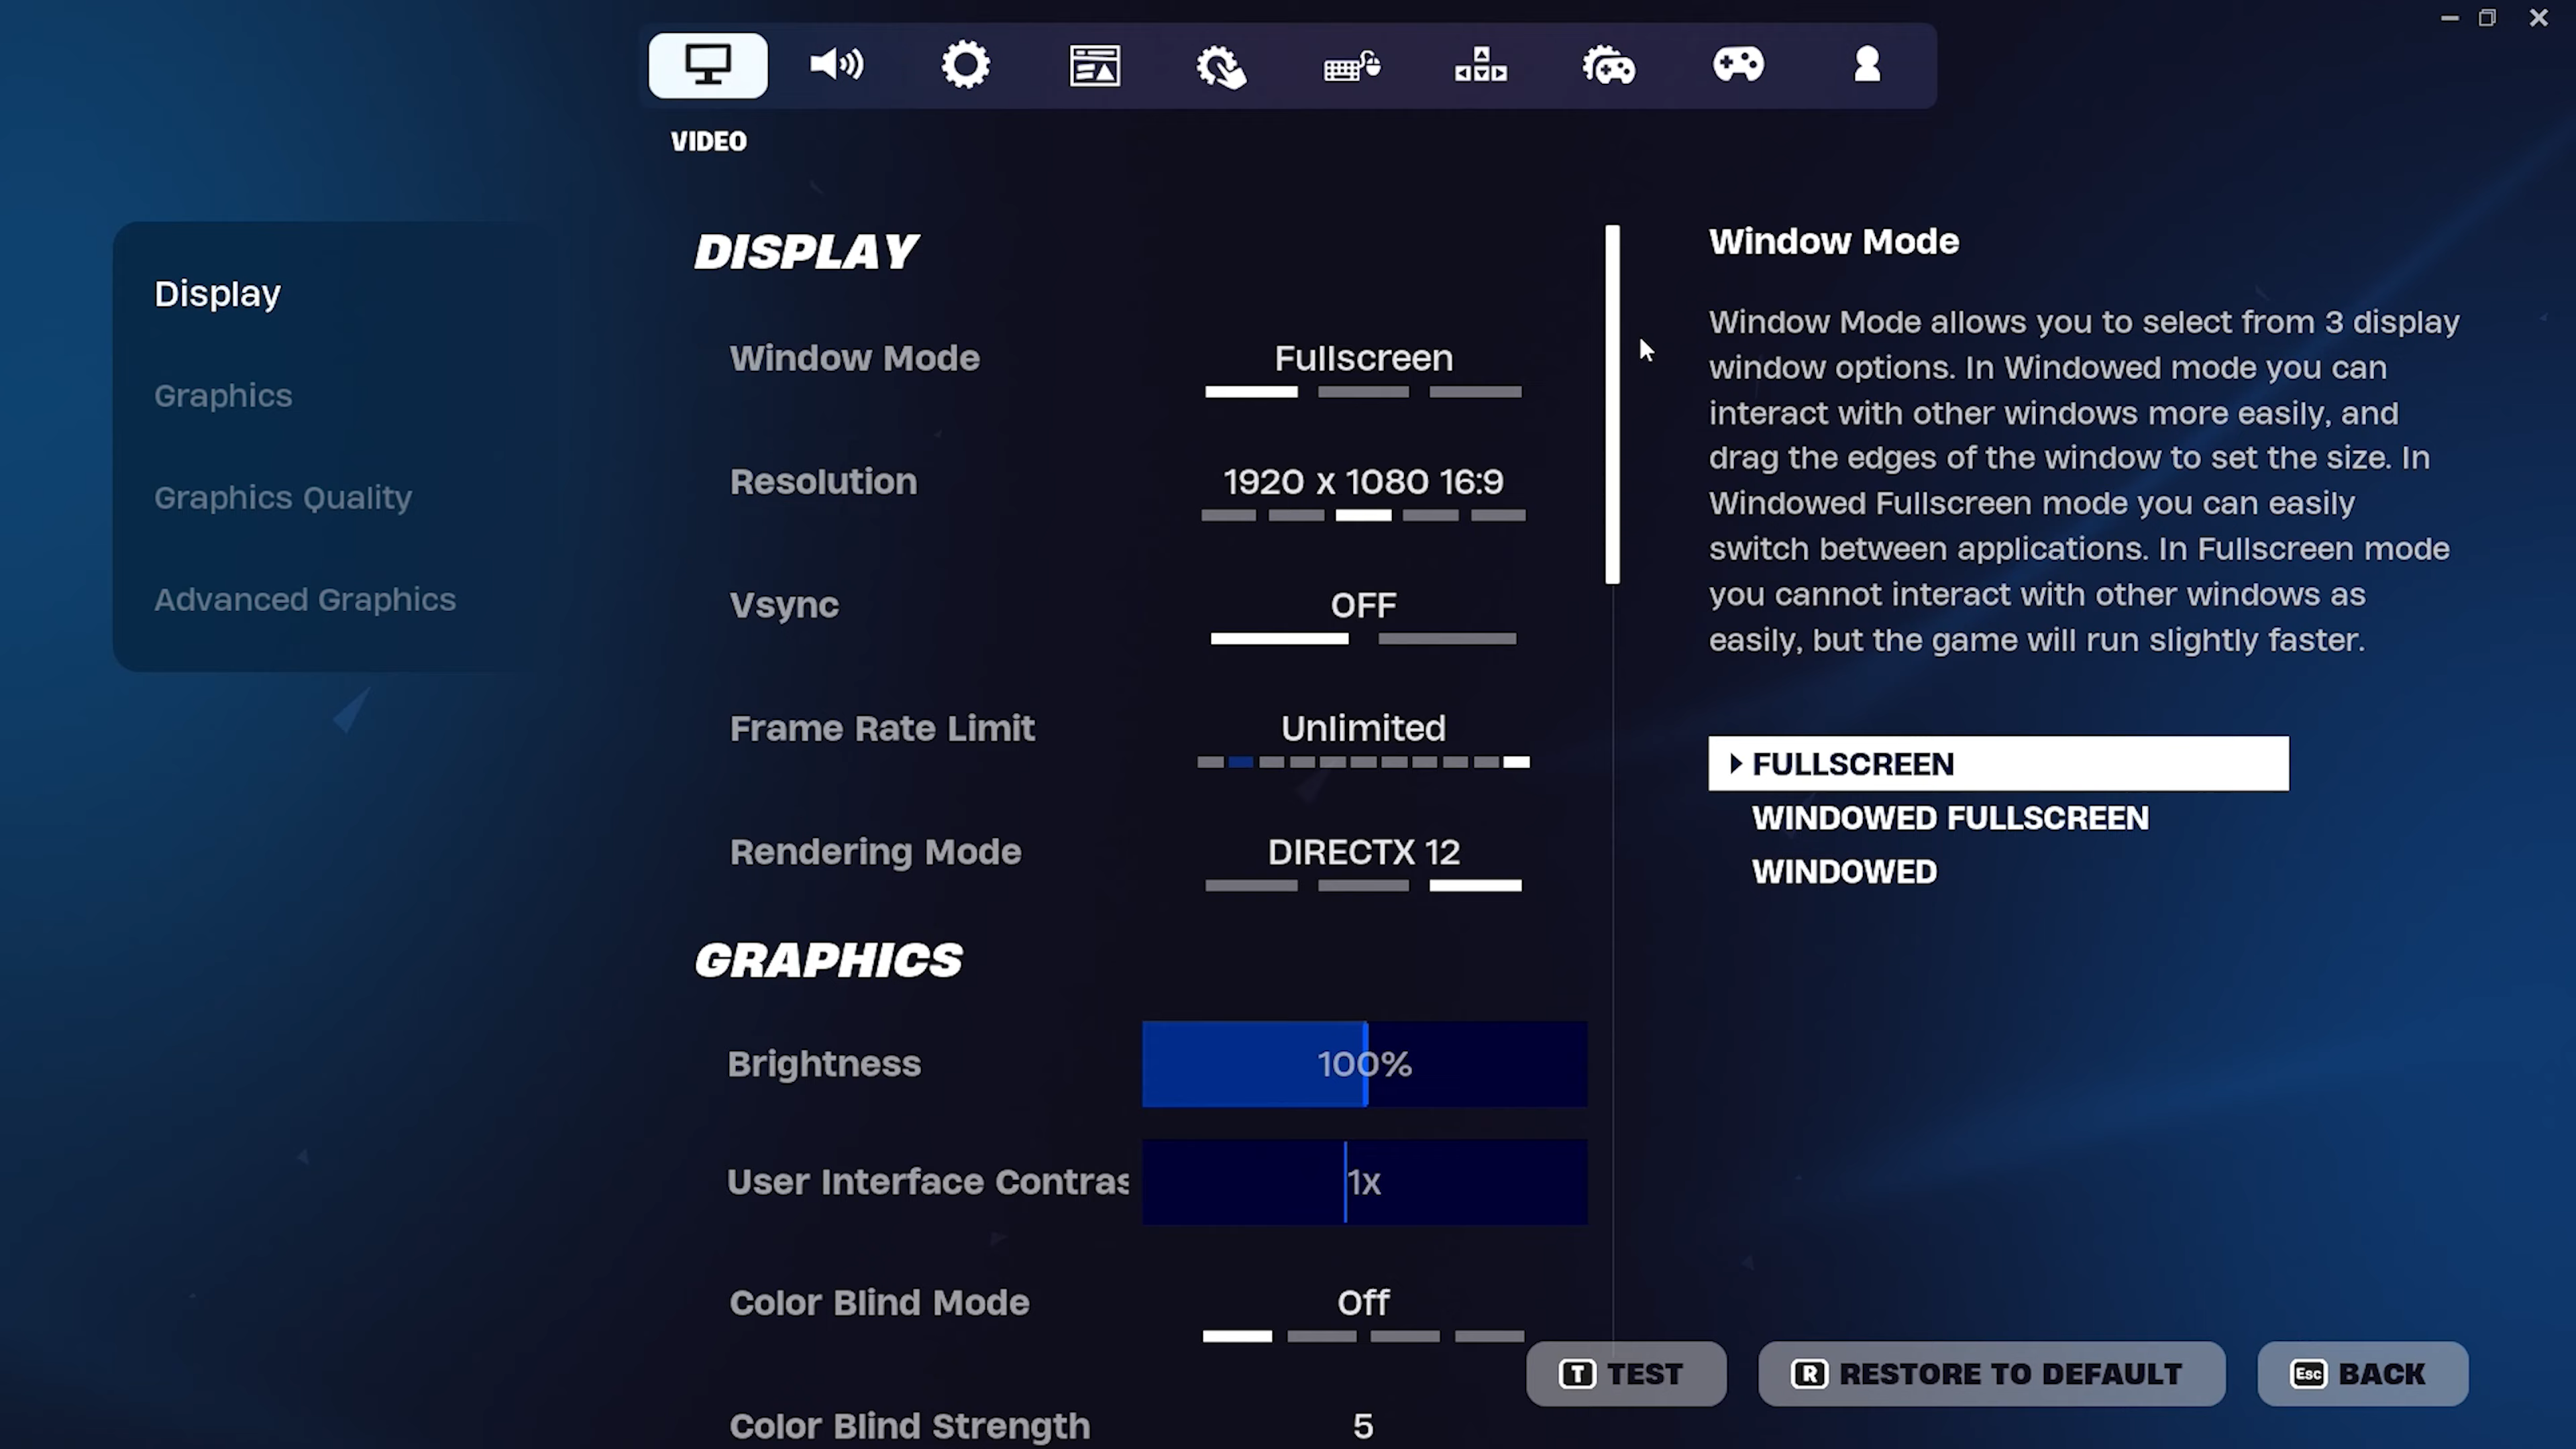 VIDEO
Display
Graphics
Graphics Quality
Advanced Graphics
DISPLAY
Window Mode
Fullscreen
Resolution
1920 x 1080 16:9
Vsync
OFF
Frame Rate Limit
Unlimited
Rendering Mode
DIRECTX 12
GRAPHICS
Brightness
100%
User Interface Contras
1x
Color Blind Mode
Off
Color Blind Strength
5
Window Mode
Window Mode allows you to select from 3 display
window options. In Windowed mode you can
interact with other windows more easily, and
drag the edges of the window to set the size. In
Windowed Fullscreen mode you can easily
switch between applications. In Fullscreen mode
you cannot interact with other windows as
easily, but the game will run slightly faster.
FULLSCREEN
WINDOWED FULLSCREEN
WINDOWED
T TEST
R RESTORE TO DEFAULT
Esc BACK